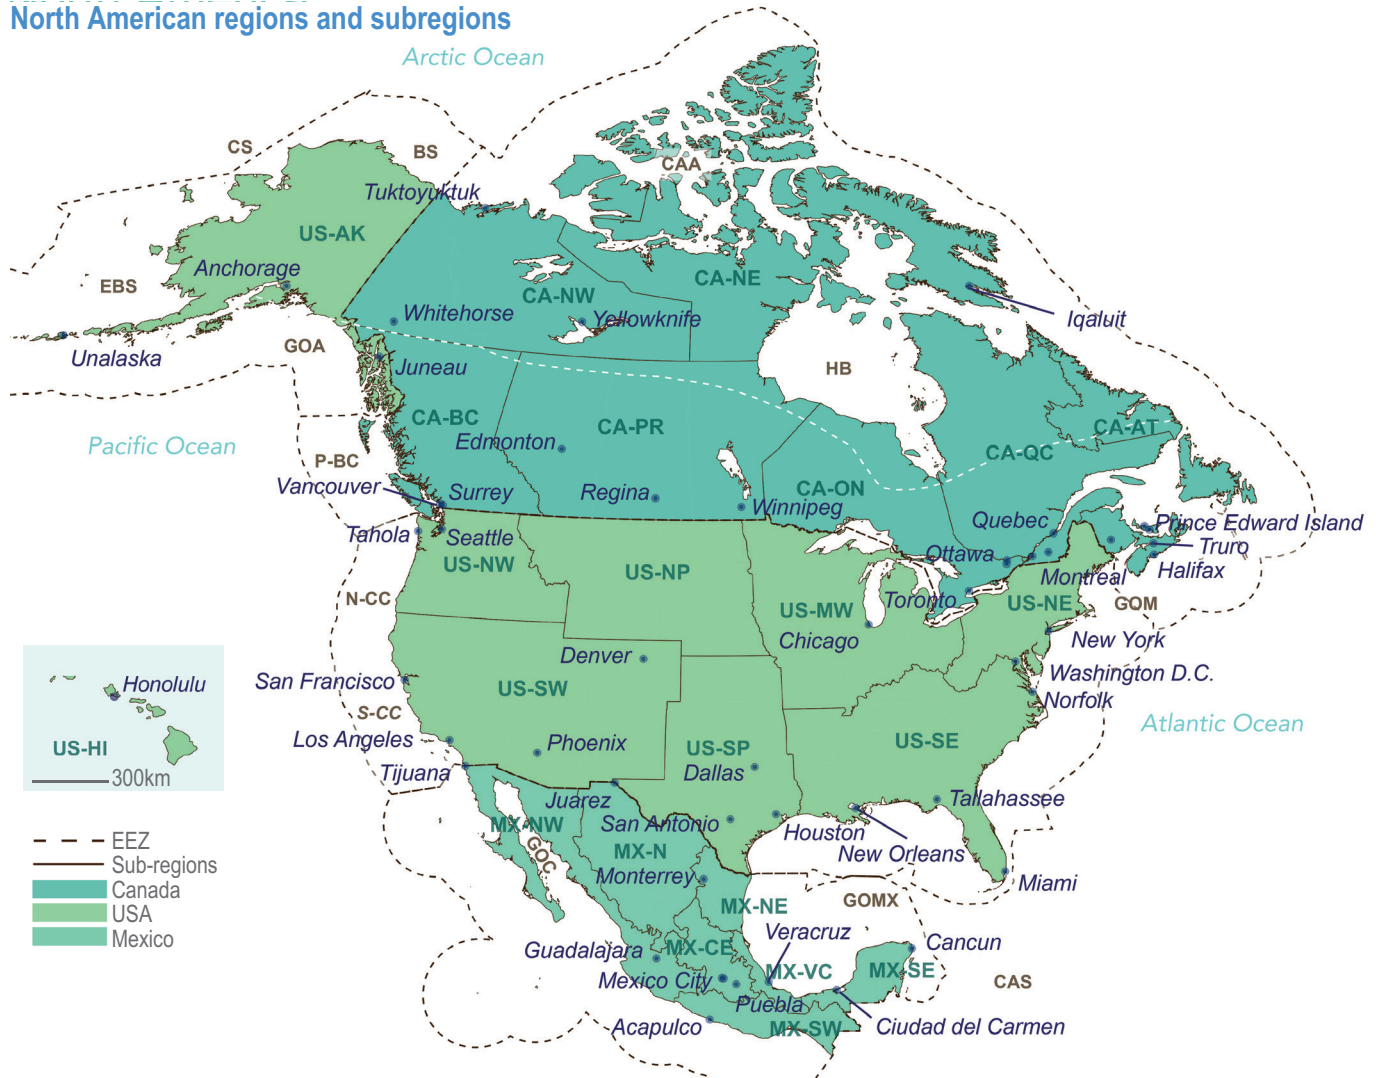 North American regions and subregions
Arctic Ocean
CS
BS
CAA
Tuktoyuktuk
US-AK
Anchorage
CA-NE
EBS
CA-NW
Whitehorse
Yellowknife
Iqaluit
Unalaska
GOA
Juneau
HB
CA-BC
CA-PR
CA-AT
Pacific Ocean
Edmonton
CA-QC
P-BC
Vancouver
Surrey
Regina
CA-ON
Winnipeg
Quebec
Prince Edward Island
Tahola
Seattle
Ottawa
Truro
US-NW
US-NP
Montreal
Halifax
N-CC
US-MW
Toronto
US-NE
GOM
Chicago
New York
Denver
Washington D.C.
San Francisco
US-SW
Norfolk
Honolulu
S-CC
Atlantic Ocean
US-HI
Los Angeles
Phoenix
US-SP
US-SE
300km
Tijuana
Dallas
Juarez
Tallahassee
MX-NW
San Antonio
Houston
EEZ
GOC
MX-N
New Orleans
Sub-regions
Monterrey
Miami
Canada
MX-NE
GOMX
USA
Veracruz
Mexico
Guadalajara
MX-CE
Cancun
Mexico City
MX-VC
MX-SE
CAS
Puebla
Acapulco
MX-SW
Ciudad del Carmen